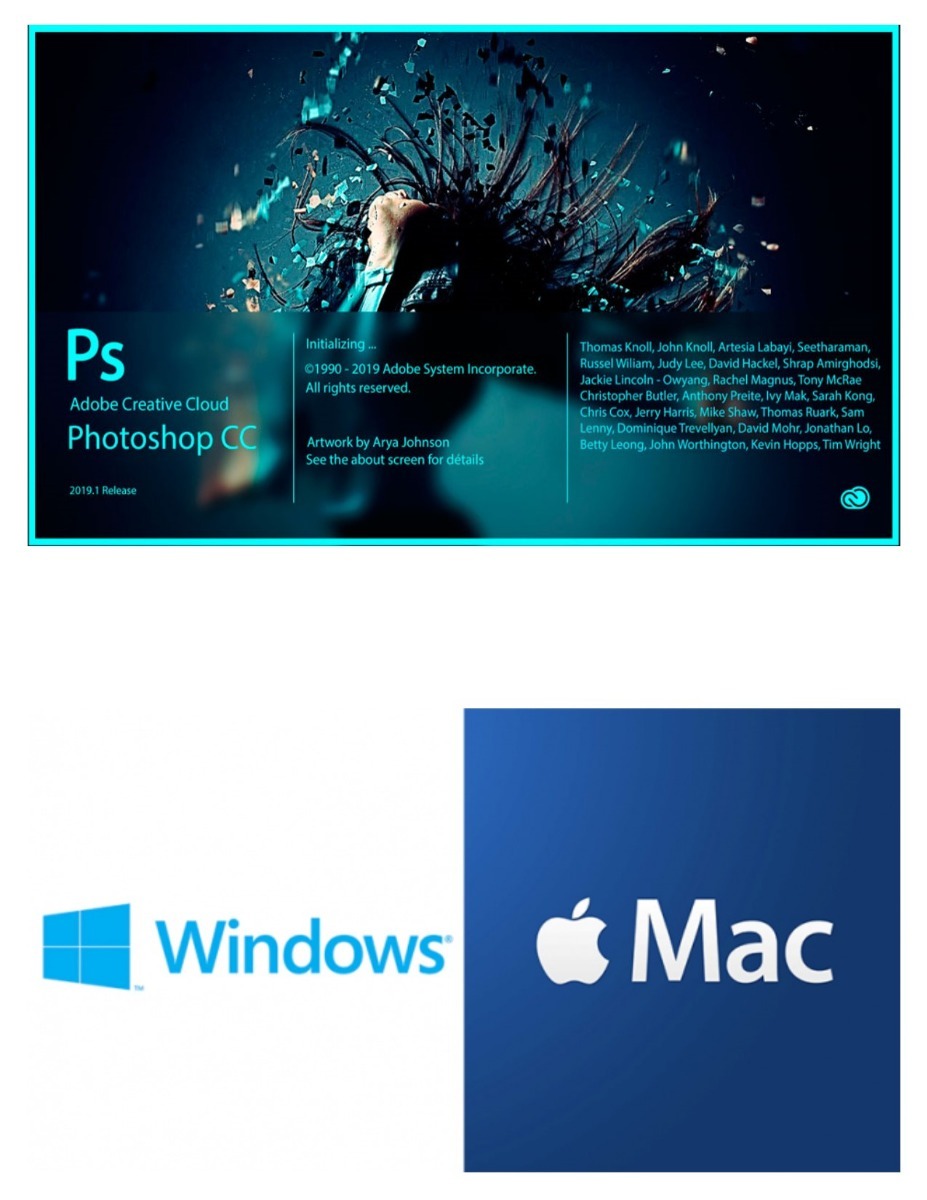 Ps
Adobe Creative Cloud
Photoshop CC
2019.1 Release
Initializing ...
©1990 - 2019 Adobe System Incorporate.
All rights reserved.
Artwork by Arya Johnson
See the about screen for détails
Thomas Knoll, John Knoll, Artesia Labayi, Seetharaman,
Russel Wiliam, Judy Lee, David Hackel, Shrap Amirghodsi,
Jackie Lincoln - Owyang, Rachel Magnus, Tony McRae
Christopher Butler, Anthony Preite, Ivy Mak, Sarah Kong,
Chris Cox, Jerry Harris, Mike Shaw, Thomas Ruark, Sam
Lenny, Dominique Trevellyan, David Mohr, Jonathan Lo,
Betty Leong, John Worthington, Kevin Hopps, Tim Wright
Windows®
™
Mac